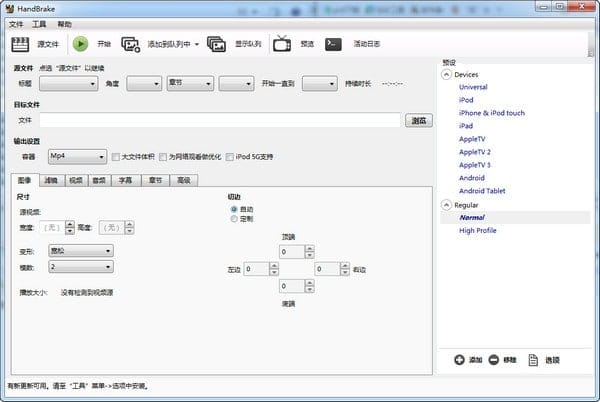 HandBrake
文件 工具 帮助
源文件 开始 添加到队列中 显示队列 预览 活动日志
源文件 点选“源文件”以继续
标题 角度 章节 开始一直到 持续时长 --:--:--
目标文件
文件 浏览
输出设置
容器 Mp4 大文件体积 为网络观看做优化 iPod 5G支持
图像 滤镜 视频 音频 字幕 章节 高级
尺寸
源视频:
宽度: (无) 高度: (无)
变形: 宽松
模数: 2
播放大小: 没有检测到视频源
切边
自动
定制
顶端
0
左边 0 0 右边
0
底端
预设
Devices
Universal
iPod
iPhone & iPod touch
iPad
AppleTV
AppleTV 2
AppleTV 3
Android
Android Tablet
Regular
Normal
High Profile
添加 移除 选项
有新更新可用。请至“工具”菜单->选项中安装。